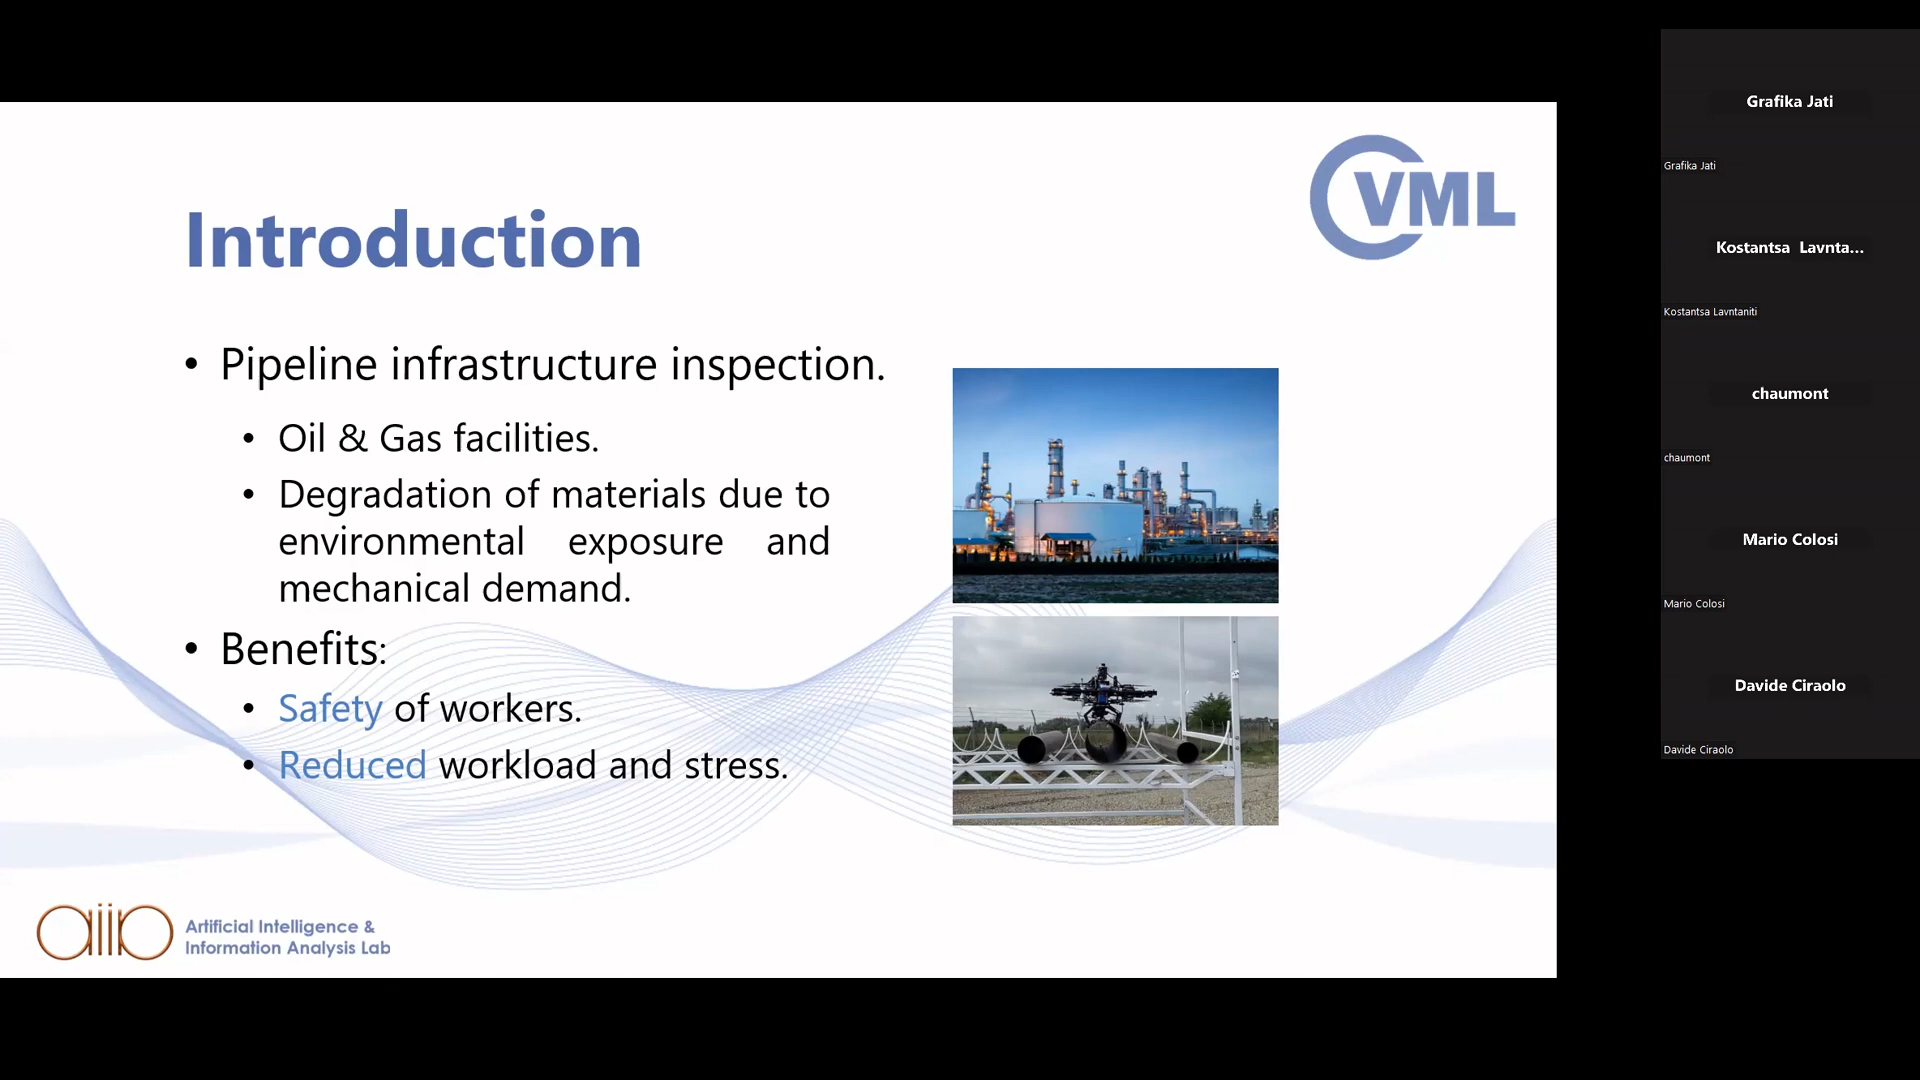 CVML
Introduction
• Pipeline infrastructure inspection.
• Oil & Gas facilities.
• Degradation of materials due to
environmental exposure and
mechanical demand.
• Benefits:
• Safety of workers.
• Reduced workload and stress.
aiia
Artificial Intelligence &
Information Analysis Lab
Grafika Jati
Grafika Jati
Kostantsa Lavnta...
Kostantsa Lavntaniti
chaumont
chaumont
Mario Colosi
Mario Colosi
Davide Ciraolo
Davide Ciraolo